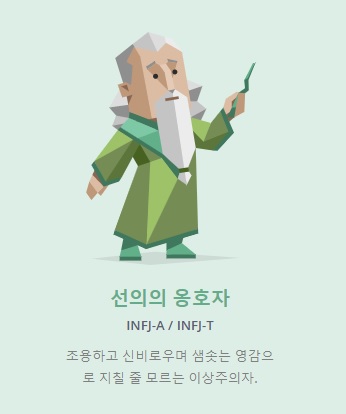 선의의 옹호자
INFJ-A / INFJ-T
조용하고 신비로우며 샘솟는 영감으
로 지칠 줄 모르는 이상주의자.